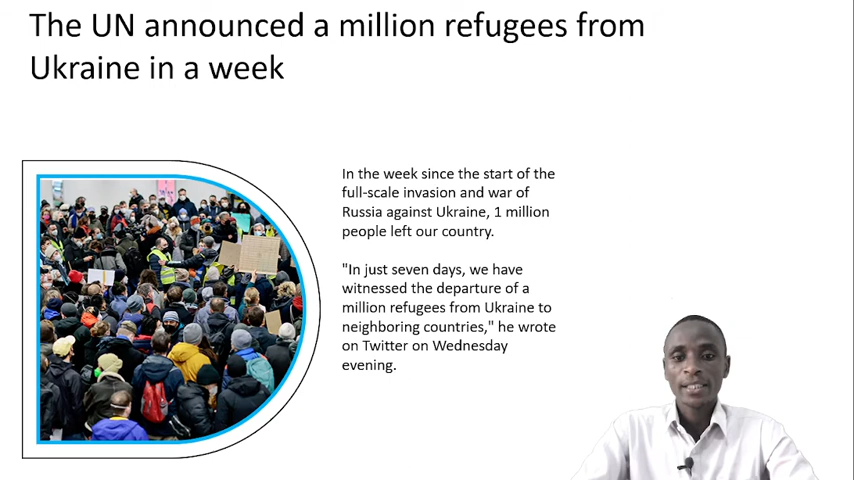 The UN announced a million refugees from
Ukraine in a week
In the week since the start of the
full-scale invasion and war of
Russia against Ukraine, 1 million
people left our country.
"In just seven days, we have
witnessed the departure of a
million refugees from Ukraine to
neighboring countries," he wrote
on Twitter on Wednesday
evening.